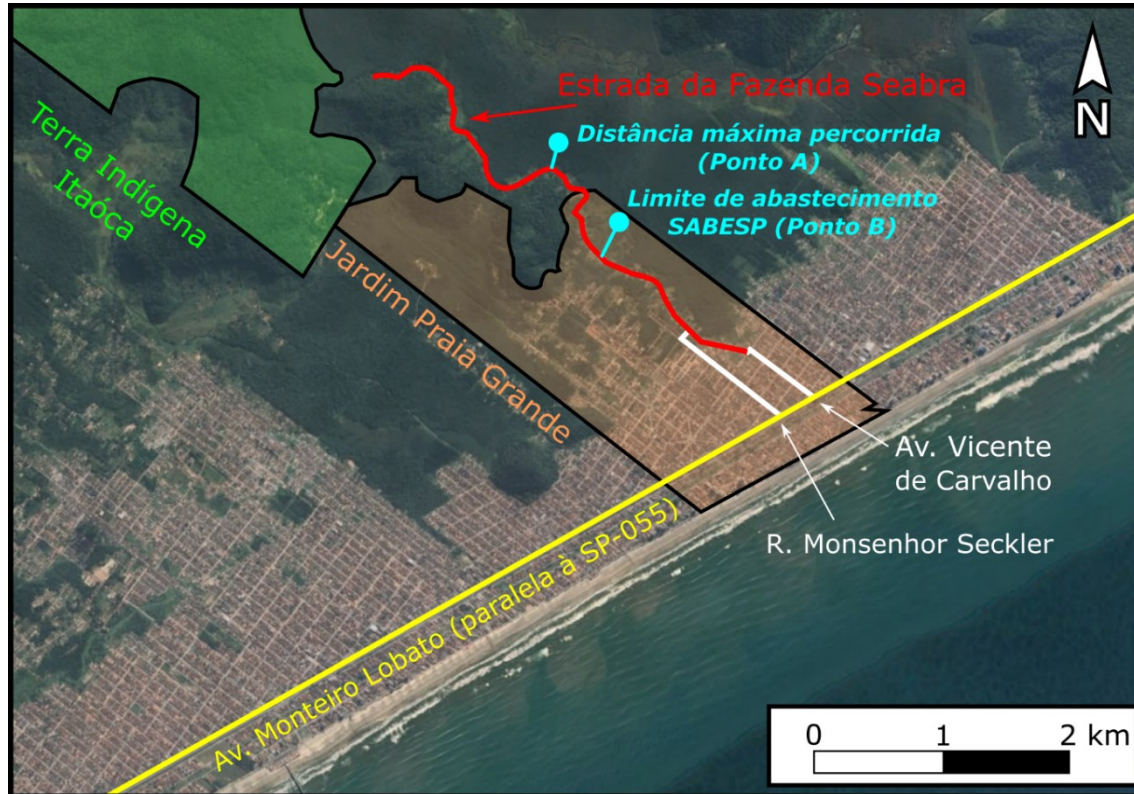 Estrada da Fazenda Seabra
N
Distância máxima percorrida
(Ponto A)
Terra Indígena
Itaóca
Limite de abastecimento
SABESP (Ponto B)
Jardim Praia Grande
Av. Vicente
de Carvalho
R. Monsenhor Seckler
Av. Monteiro Lobato (paralela à SP-055)
0 1 2 km